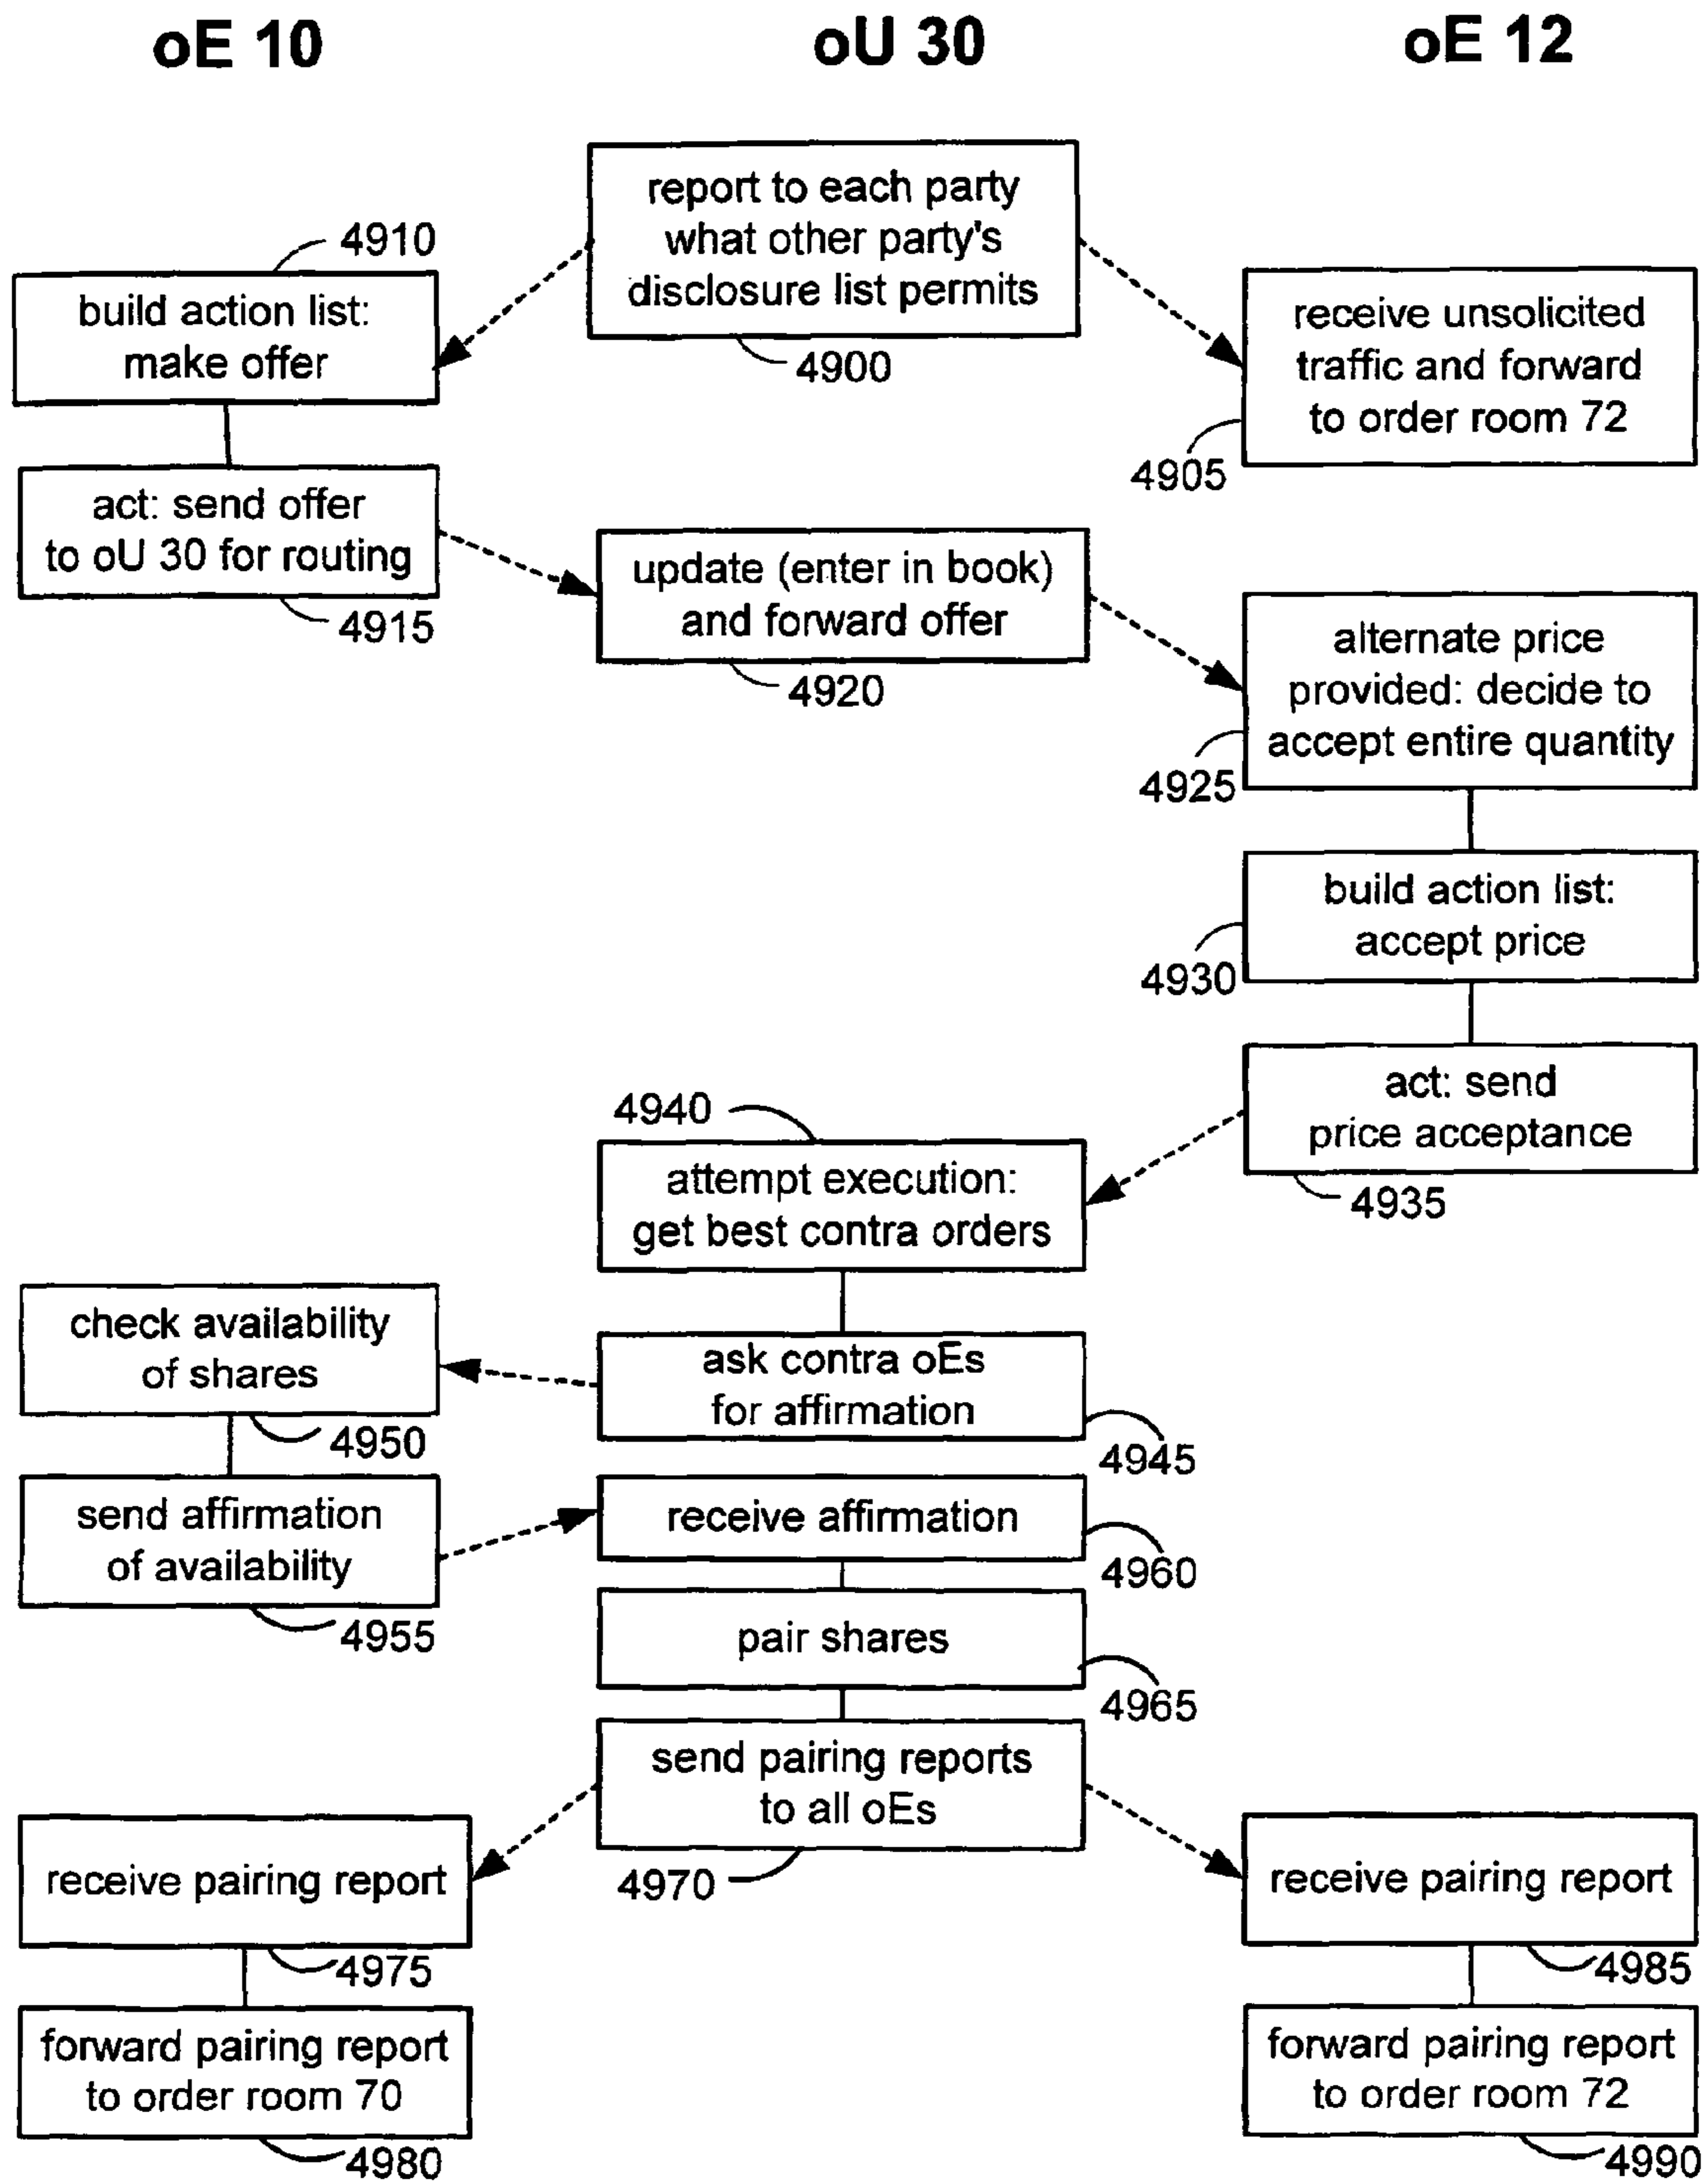 oE 10
oU 30
oE 12
report to each party
what other party's
disclosure list permits
4900
4910
build action list:
make offer
receive unsolicited
traffic and forward
to order room 72
4905
act: send offer
to oU 30 for routing
4915
update (enter in book)
and forward offer
4920
alternate price
provided: decide to
accept entire quantity
4925
build action list:
accept price
4930
act: send
price acceptance
4935
4940
attempt execution:
get best contra orders
ask contra oEs
for affirmation
4945
check availability
of shares
4950
send affirmation
of availability
4955
receive affirmation
4960
pair shares
4965
send pairing reports
to all oEs
4970
receive pairing report
4975
forward pairing report
to order room 70
4980
receive pairing report
4985
forward pairing report
to order room 72
4990